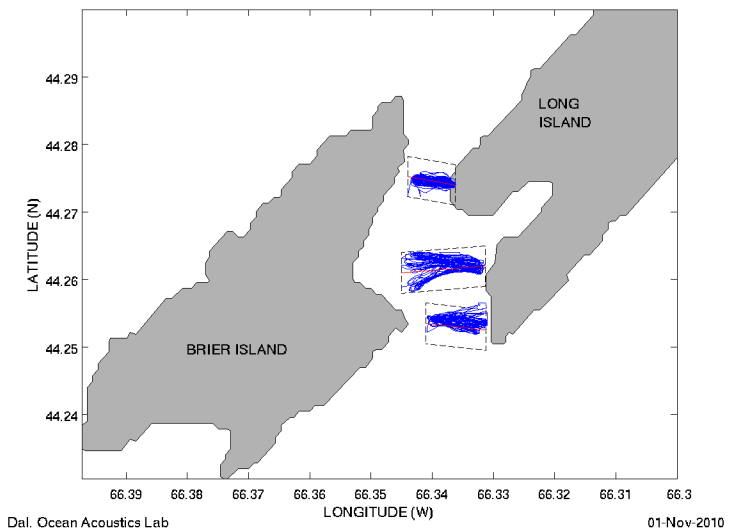 44.29
44.28
44.27
44.26
44.25
44.24
LATITUDE (N)
LONG
ISLAND
BRIER ISLAND
66.39 66.38 66.37 66.36 66.35 66.34 66.33 66.32 66.31 66.3
LONGITUDE (W)
Dal. Ocean Acoustics Lab
01-Nov-2010